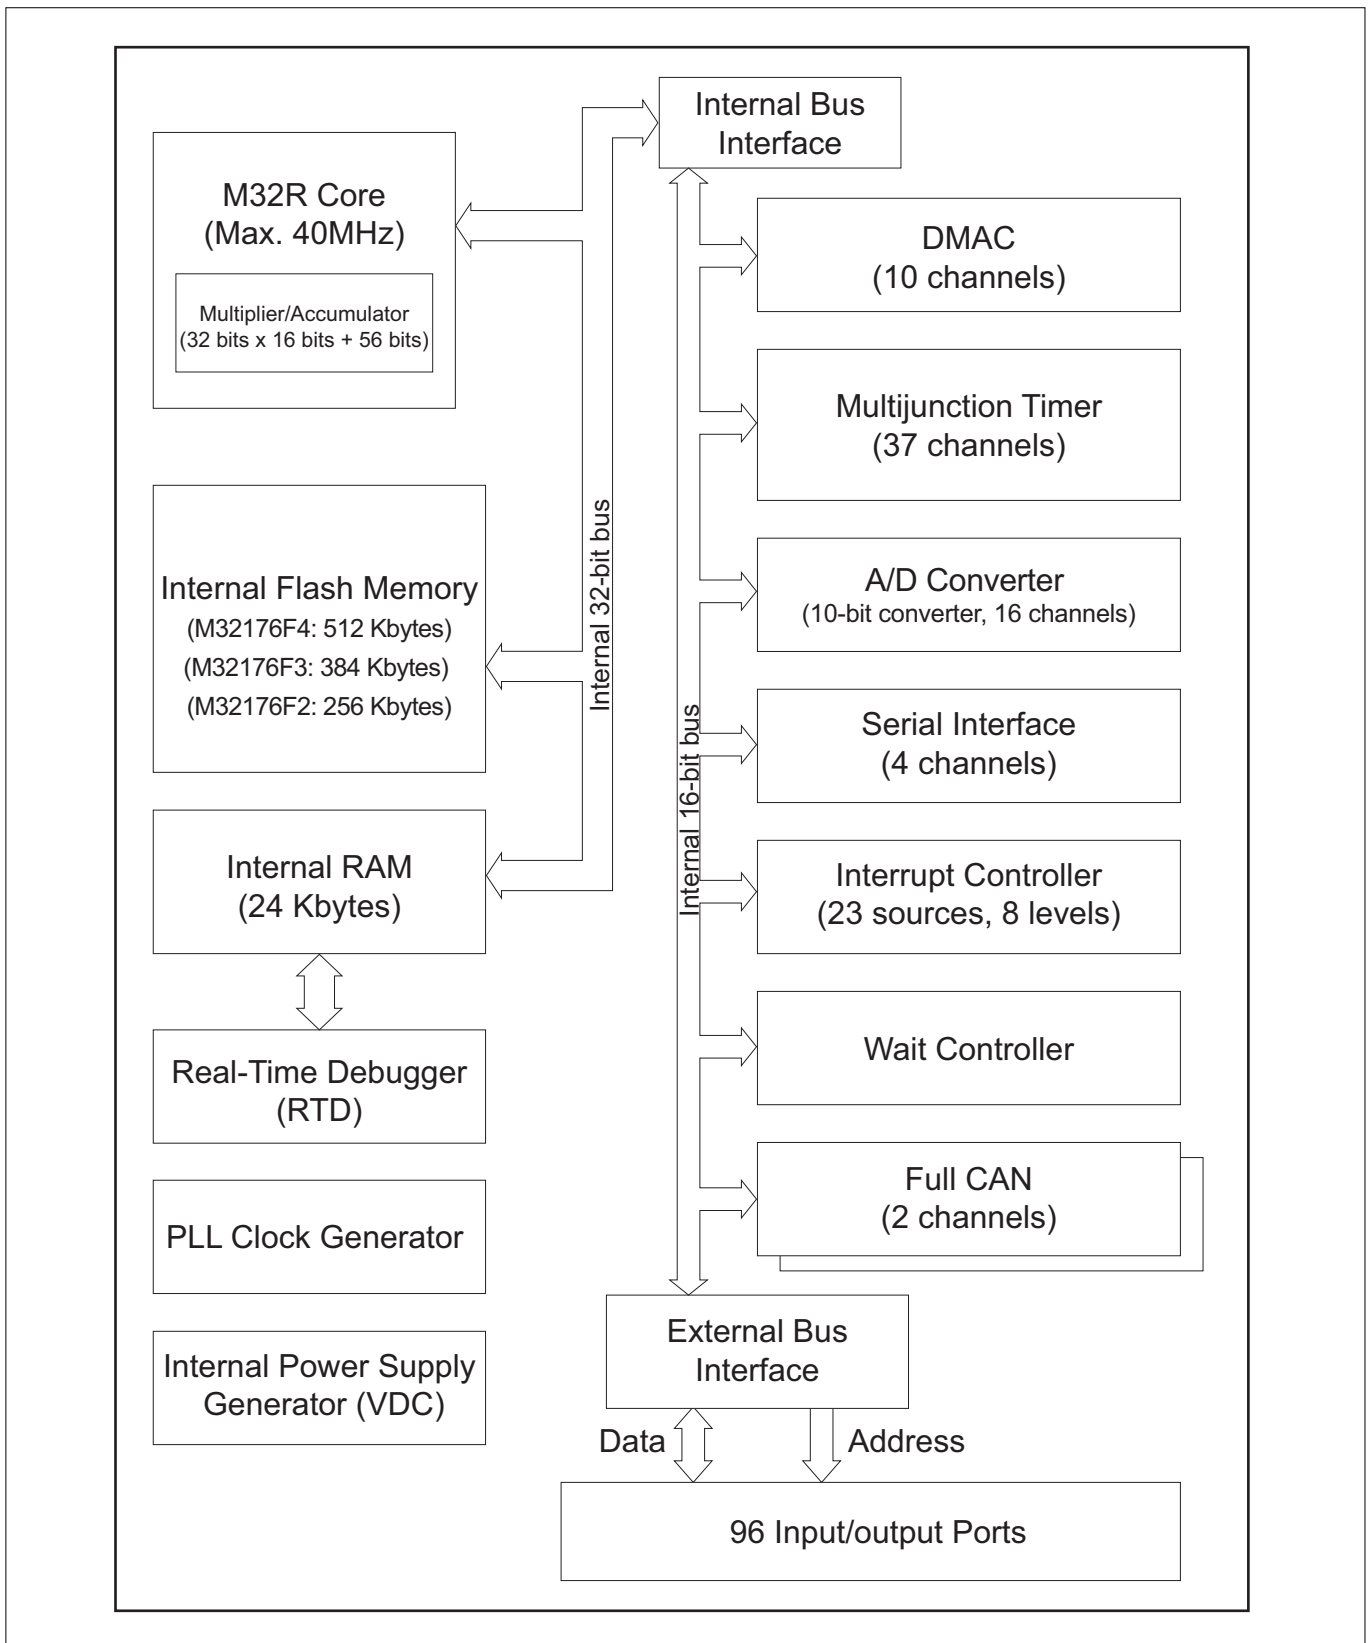 Internal Bus
Interface
M32R Core
(Max. 40MHz)
Multiplier/Accumulator
(32 bits x 16 bits + 56 bits)
Internal Flash Memory
(M32176F4: 512 Kbytes)
(M32176F3: 384 Kbytes)
(M32176F2: 256 Kbytes)
Internal RAM
(24 Kbytes)
Real-Time Debugger
(RTD)
PLL Clock Generator
Internal Power Supply
Generator (VDC)
Internal 32-bit bus
Internal 16-bit bus
DMAC
(10 channels)
Multijunction Timer
(37 channels)
A/D Converter
(10-bit converter, 16 channels)
Serial Interface
(4 channels)
Interrupt Controller
(23 sources, 8 levels)
Wait Controller
Full CAN
(2 channels)
External Bus
Interface
Data
Address
96 Input/output Ports